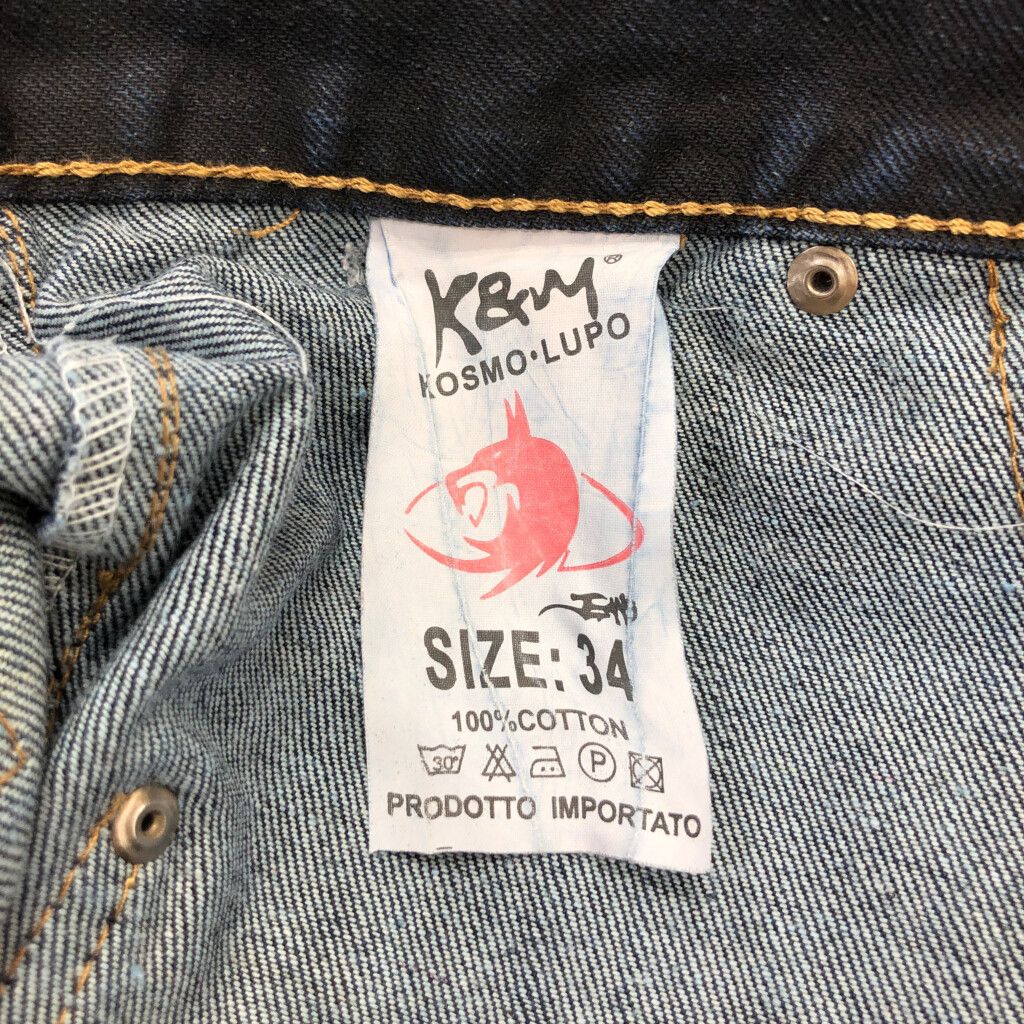 K&M®
KOSMO•LUPO
SIZE: 34
100%COTTON
30°
P
PRODOTTO IMPORTATO